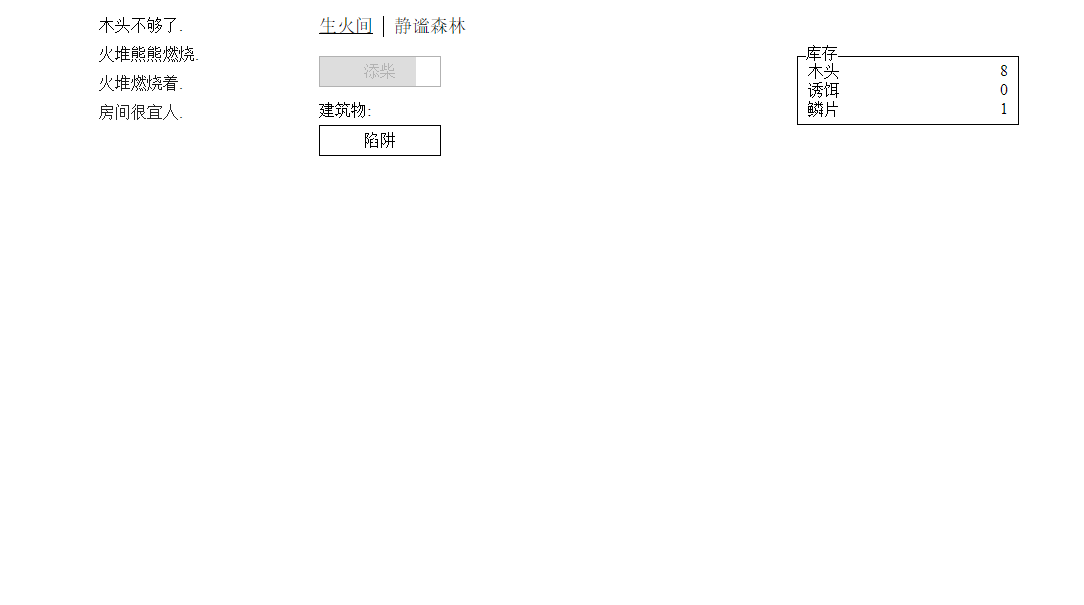 木头不够了.
火堆熊熊燃烧.
火堆燃烧着.
房间很宜人.
生火间 | 静谧森林
添柴
建筑物:
陷阱
库存
木头 8
诱饵 0
鳞片 1